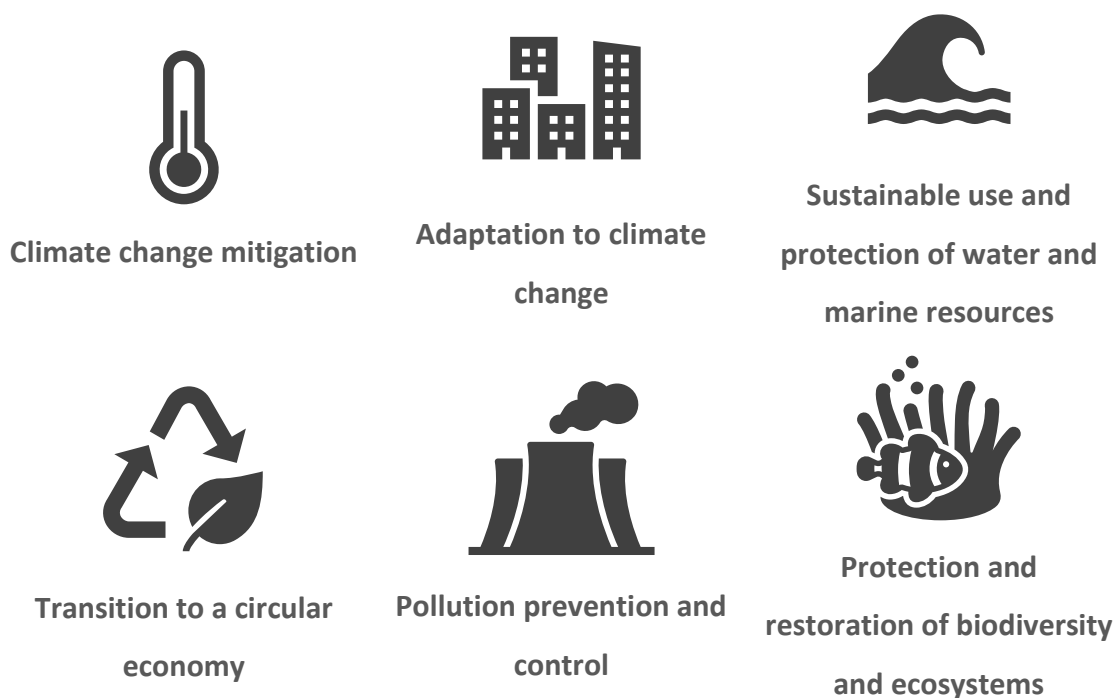 Climate change mitigation
Adaptation to climate
change
Sustainable use and
protection of water and
marine resources
Transition to a circular
economy
Pollution prevention and
control
Protection and
restoration of biodiversity
and ecosystems